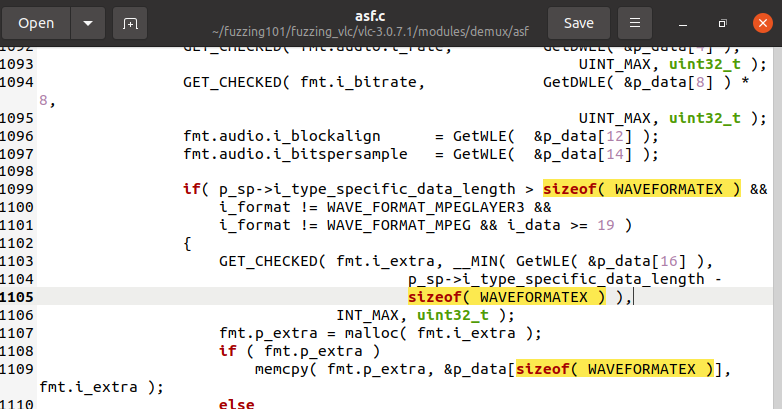 Open
asf.c
~/fuzzing101/fuzzing_vlc/vlc-3.0.7.1/modules/demux/asf
Save
1092 GET_CHECKED( fmt.audio.i_rate, GetDWLE( &p_data[4] ),
1093 UINT_MAX, uint32_t );
1094 GET_CHECKED( fmt.i_bitrate, GetDWLE( &p_data[8] ) *
8,
1095 UINT_MAX, uint32_t );
1096 fmt.audio.i_blockalign = GetWLE( &p_data[12] );
1097 fmt.audio.i_bitspersample = GetWLE( &p_data[14] );
1098
1099 if( p_sp->i_type_specific_data_length > sizeof( WAVEFORMATEX ) &&
1100 i_format != WAVE_FORMAT_MPEGLAYER3 &&
1101 i_format != WAVE_FORMAT_MPEG && i_data >= 19 )
1102 {
1103 GET_CHECKED( fmt.i_extra, __MIN( GetWLE( &p_data[16] ),
1104 p_sp->i_type_specific_data_length -
1105 sizeof( WAVEFORMATEX ) ),
1106 INT_MAX, uint32_t );
1107 fmt.p_extra = malloc( fmt.i_extra );
1108 if ( fmt.p_extra )
1109 memcpy( fmt.p_extra, &p_data[sizeof( WAVEFORMATEX )],
fmt.i_extra );
1110 else